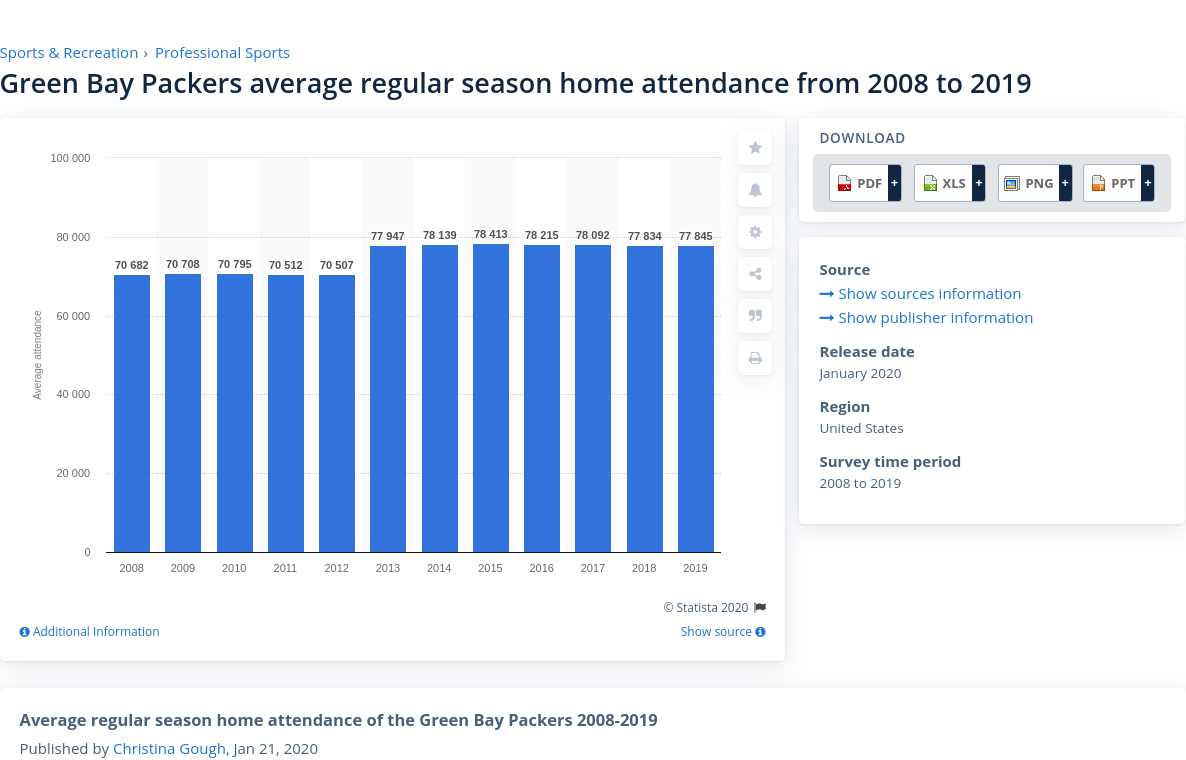 Sports & Recreation › Professional Sports
Green Bay Packers average regular season home attendance from 2008 to 2019
100 000
80 000
60 000
40 000
20 000
0
Average attendance
70 682 70 708 70 795 70 512 70 507 77 947 78 139 78 413 78 215 78 092 77 834 77 845
2008 2009 2010 2011 2012 2013 2014 2015 2016 2017 2018 2019
© Statista 2020
Additional Information
Show source
DOWNLOAD
PDF + XLS + PNG + PPT +
Source
Show sources information
Show publisher information
Release date
January 2020
Region
United States
Survey time period
2008 to 2019
Average regular season home attendance of the Green Bay Packers 2008-2019
Published by Christina Gough, Jan 21, 2020